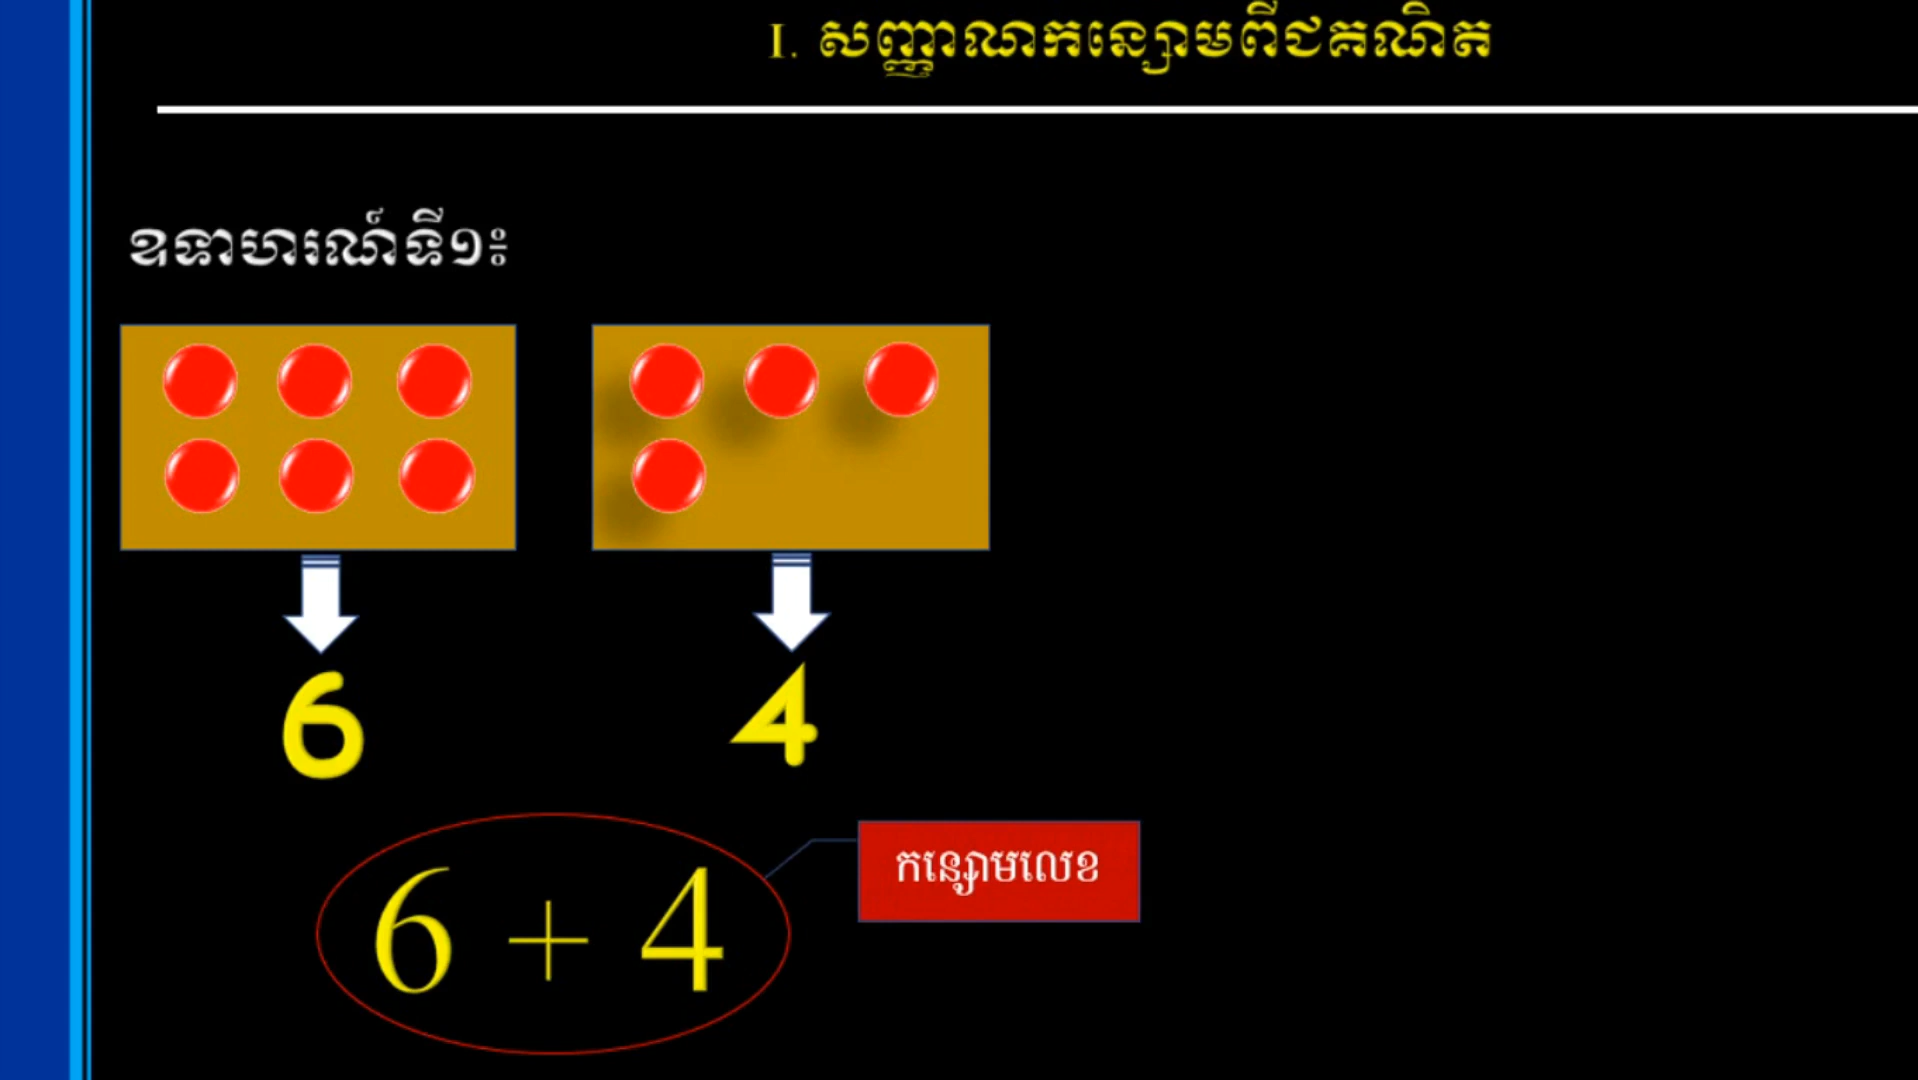 I. សញ្ញាណកន្សោមពីជគណិត
ឧទាហរណ៍ទី១៖
6 4
6 + 4
កន្សោមលេខ